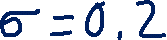 σ = 0,2